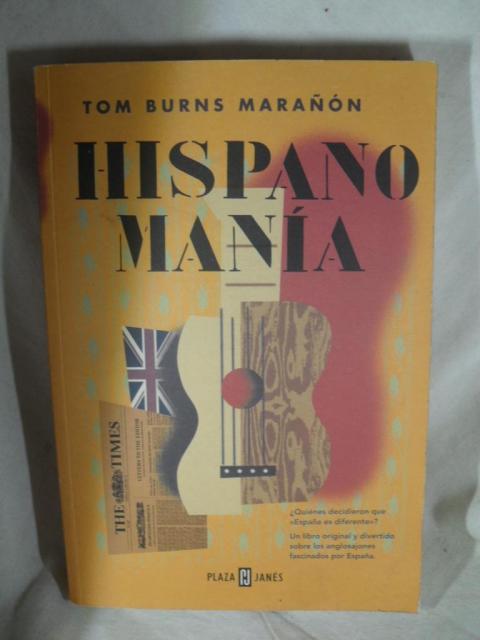 TOM BURNS MARAÑÓN
HISPANO
MANÍA
THE TIMES
LETTERS TO THE EDITOR
¿Quiénes decidieron que
«España es diferente»?
Un libro original y divertido
sobre los anglosajones
fascinados por España.
PLAZA JANÉS